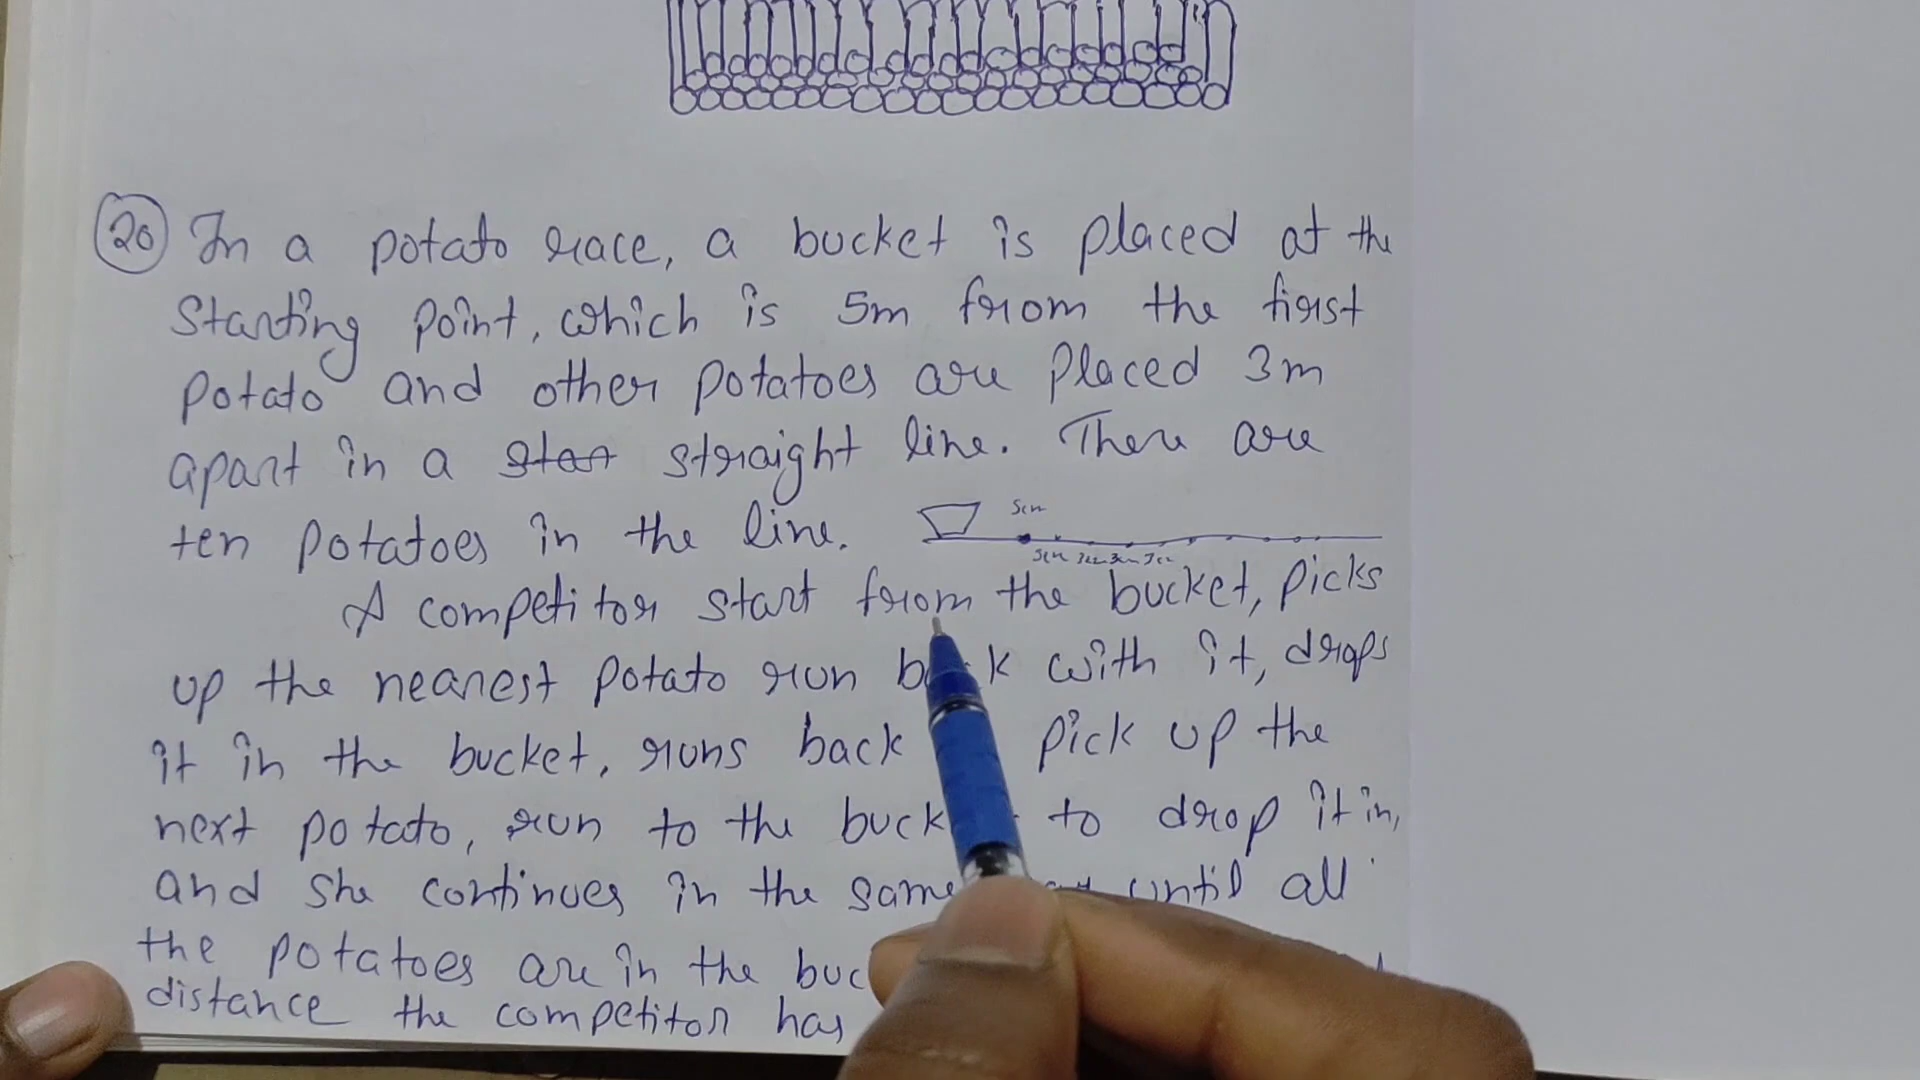 20 In a potato race, a bucket is placed at the
starting point, which is 5m from the first
potato and other potatoes are placed 3m
apart in a straight line. There are
ten potatoes in the line.
5cm
A competitor start from the bucket, picks
up the nearest potato run with it, drops
it in the bucket, runs back pick up the
next potato, run to the to drop it in,
and she continues in the same until all
the potatoes are in the
distance the competitor has